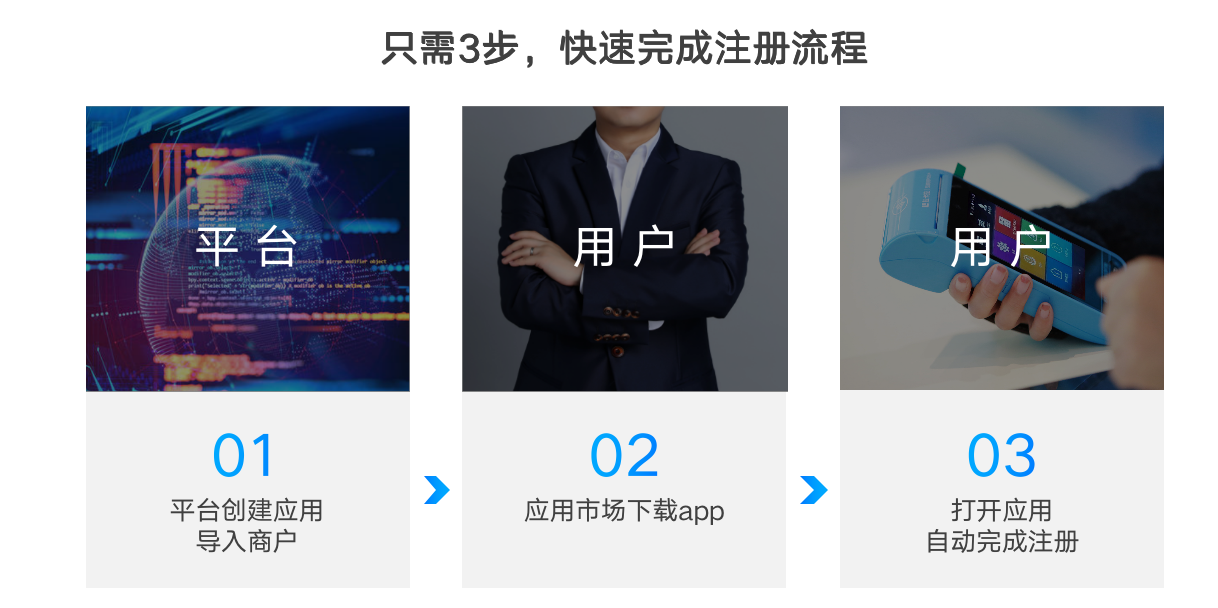 只需3步，快速完成注册流程
平台
用户
用户
01
平台创建应用
导入商户
02
应用市场下载app
03
打开应用
自动完成注册